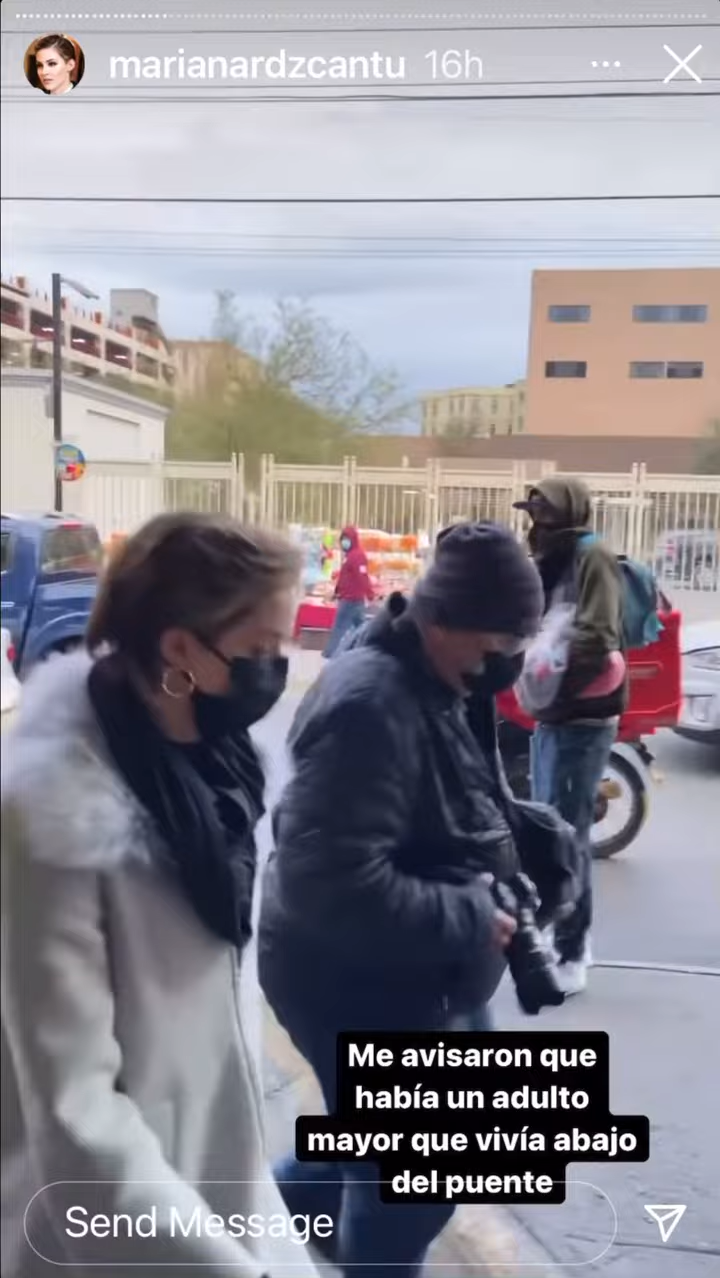 marianardzcantu 16h
Me avisaron que
había un adulto
mayor que vivía abajo
del puente
Send Message